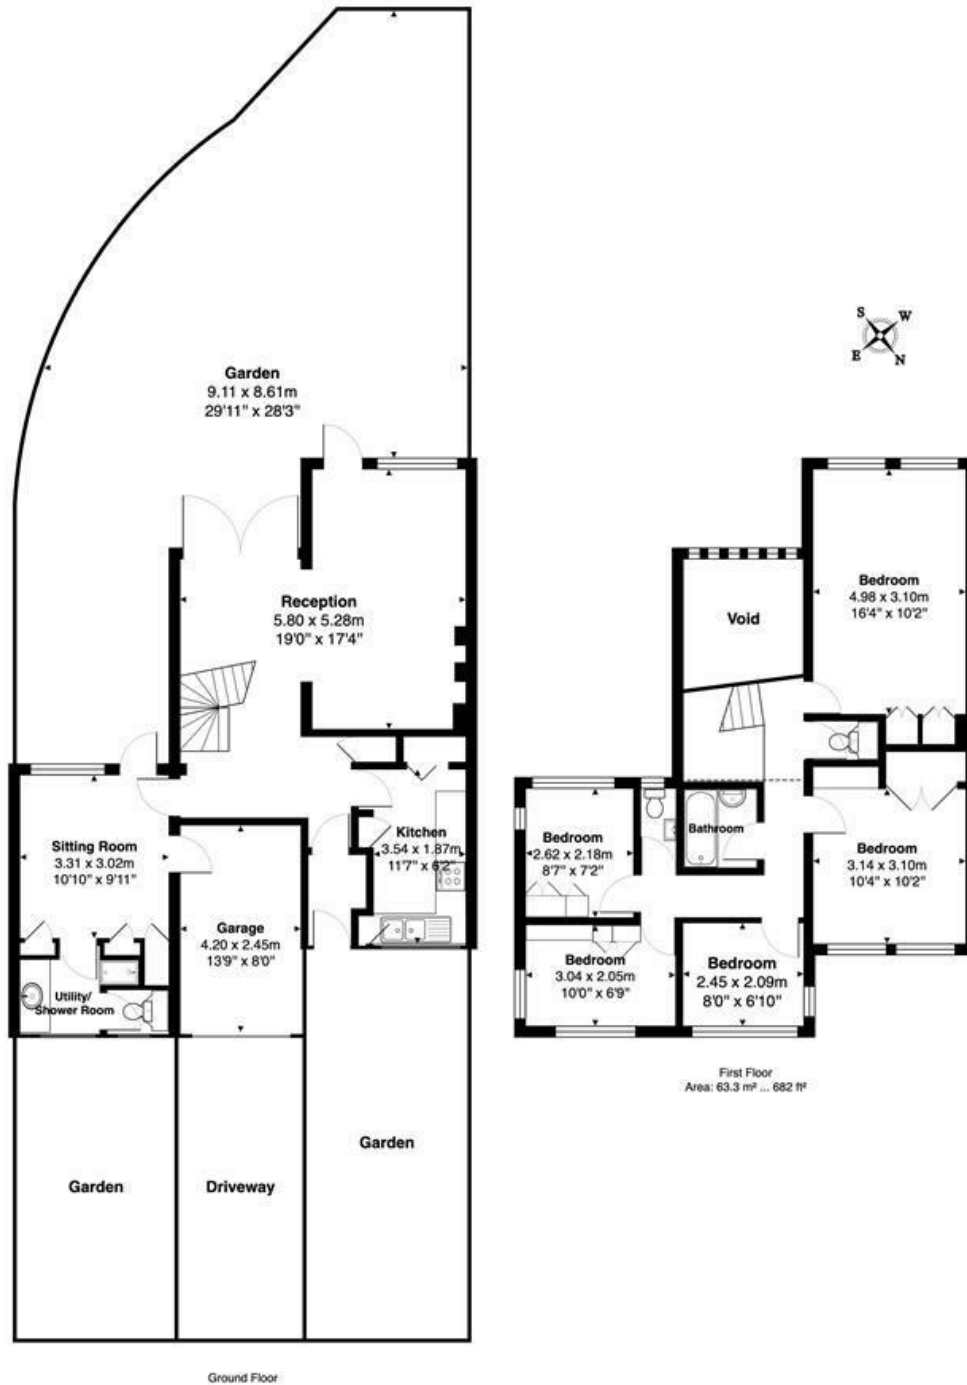 Garden
9.11 x 8.61m
29'11" x 28'3"
Reception
5.80 x 5.28m
19'0" x 17'4"
Sitting Room
3.31 x 3.02m
10'10" x 9'11"
Kitchen
3.54 x 1.87m
11'7" x 6'2"
Garage
4.20 x 2.45m
13'9" x 8'0"
Utility/
Shower Room
Garden
Driveway
Garden
Ground Floor
S
W
E
N
Bedroom
4.98 x 3.10m
16'4" x 10'2"
Void
Bedroom
2.62 x 2.18m
8'7" x 7'2"
Bathroom
Bedroom
3.14 x 3.10m
10'4" x 10'2"
Bedroom
3.04 x 2.05m
10'0" x 6'9"
Bedroom
2.45 x 2.09m
8'0" x 6'10"
First Floor
Area: 63.3 m² ... 682 ft²